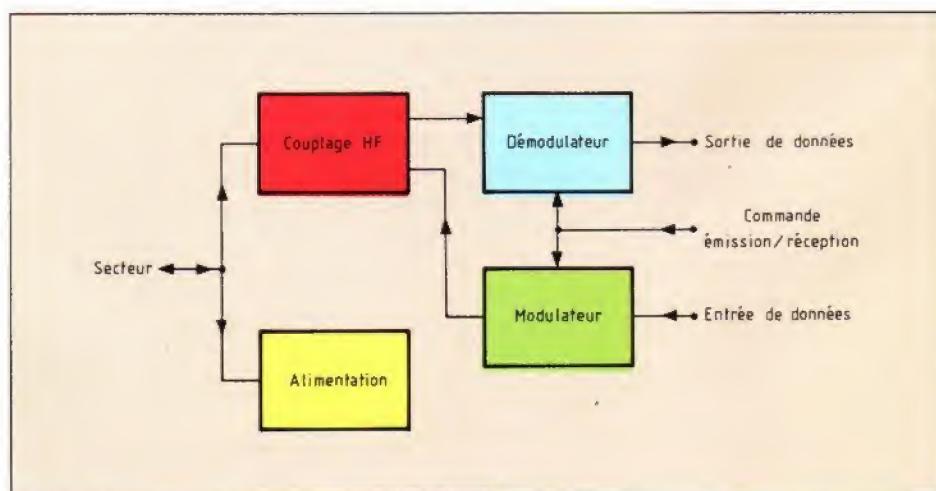 Couplage HF
Démodulateur
Sortie de données
Commande
émission/réception
Secteur
Modulateur
Entrée de données
Alimentation